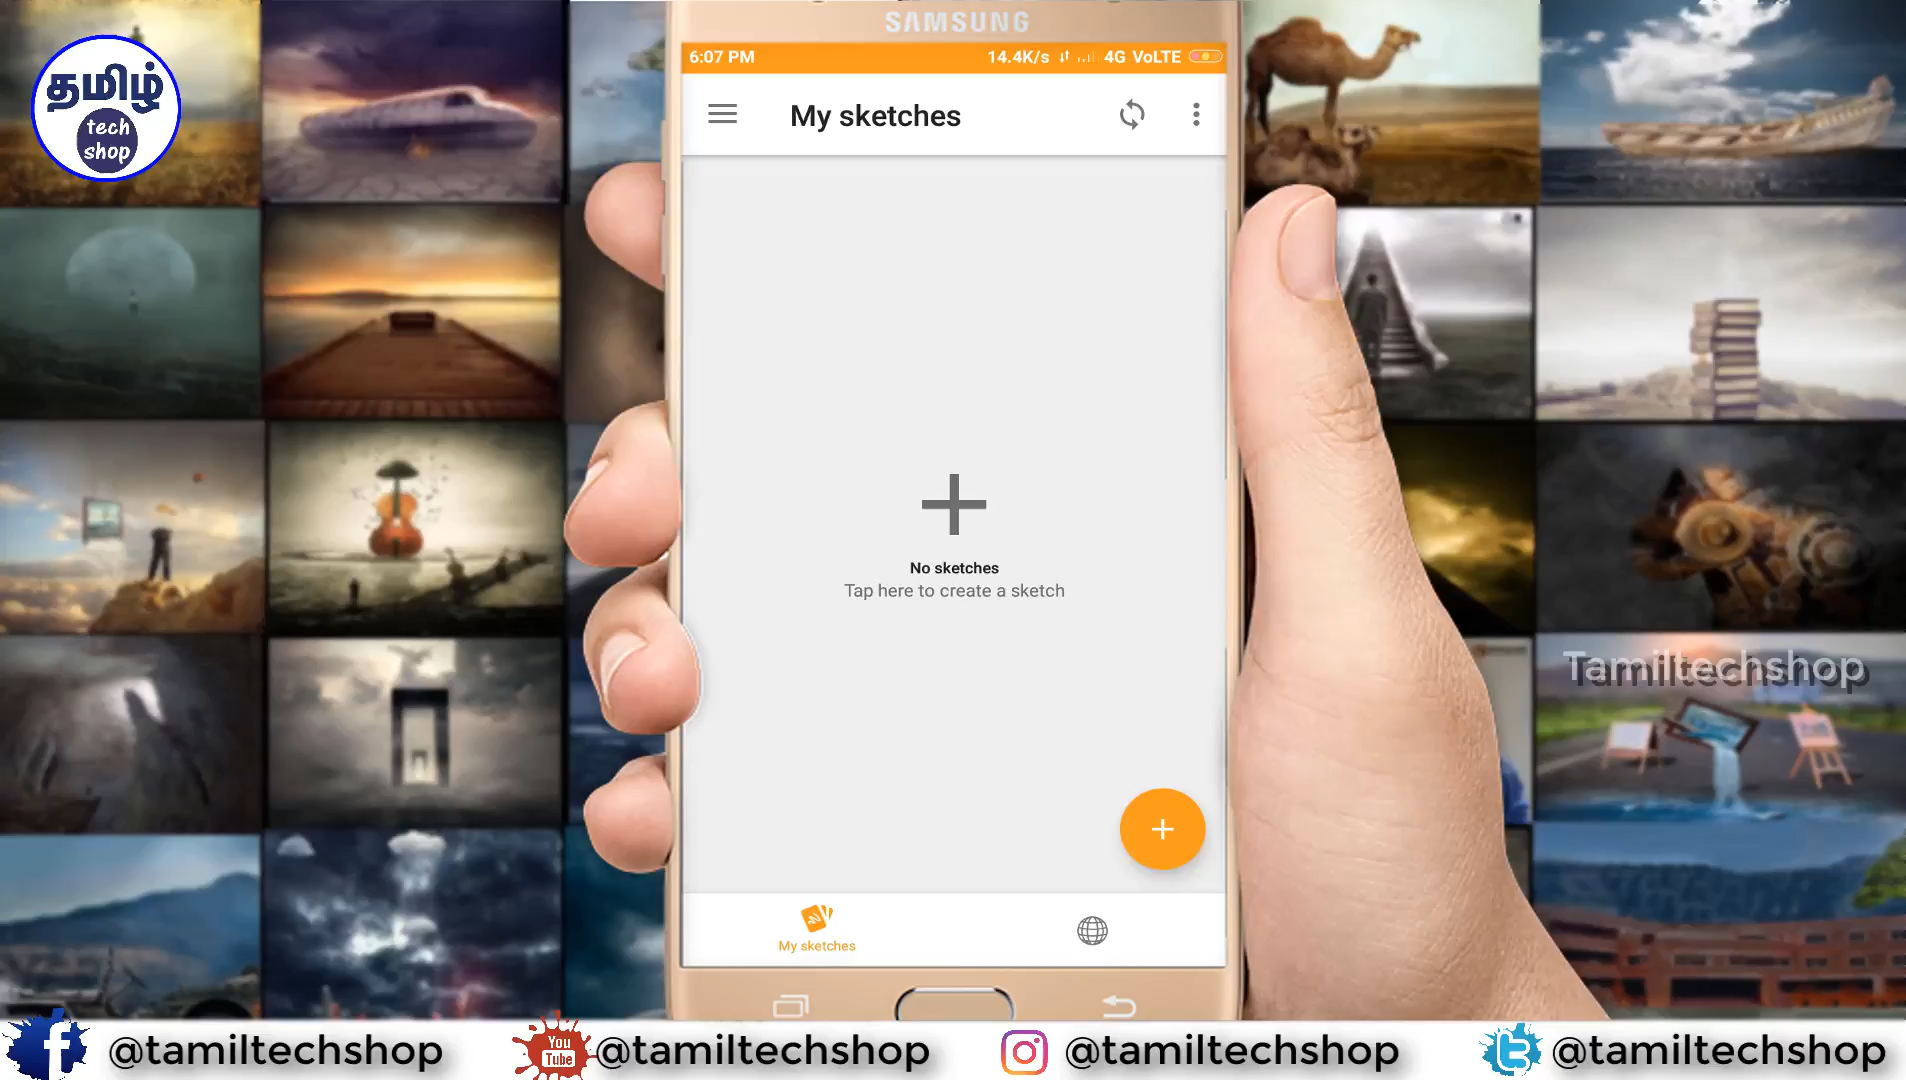 தமிழ்
tech
shop
SAMSUNG
6:07 PM 14.4K/s 4G VoLTE
My sketches
No sketches
Tap here to create a sketch
My sketches
Tamiltechshop
@tamiltechshop
You
Tube
@tamiltechshop
@tamiltechshop
@tamiltechshop